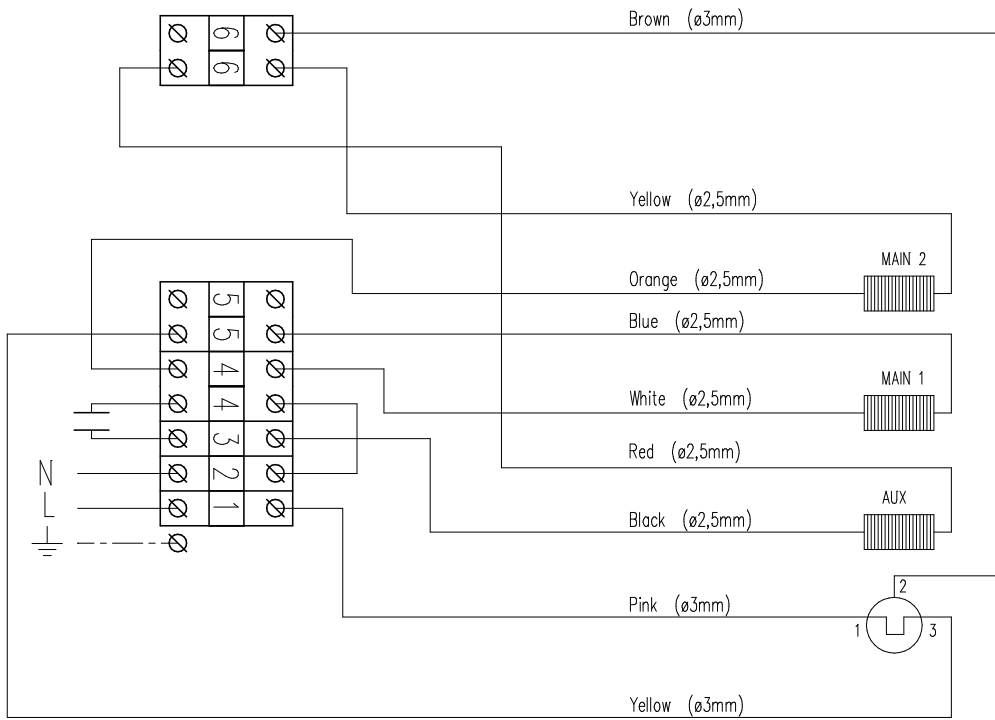 Brown (ø3mm)
6
6
Yellow (ø2,5mm)
MAIN 2
Orange (ø2,5mm)
5
Blue (ø2,5mm)
5
4
MAIN 1
White (ø2,5mm)
4
3
Red (ø2,5mm)
N
2
AUX
L
1
Black (ø2,5mm)
2
Pink (ø3mm)
1
3
Yellow (ø3mm)